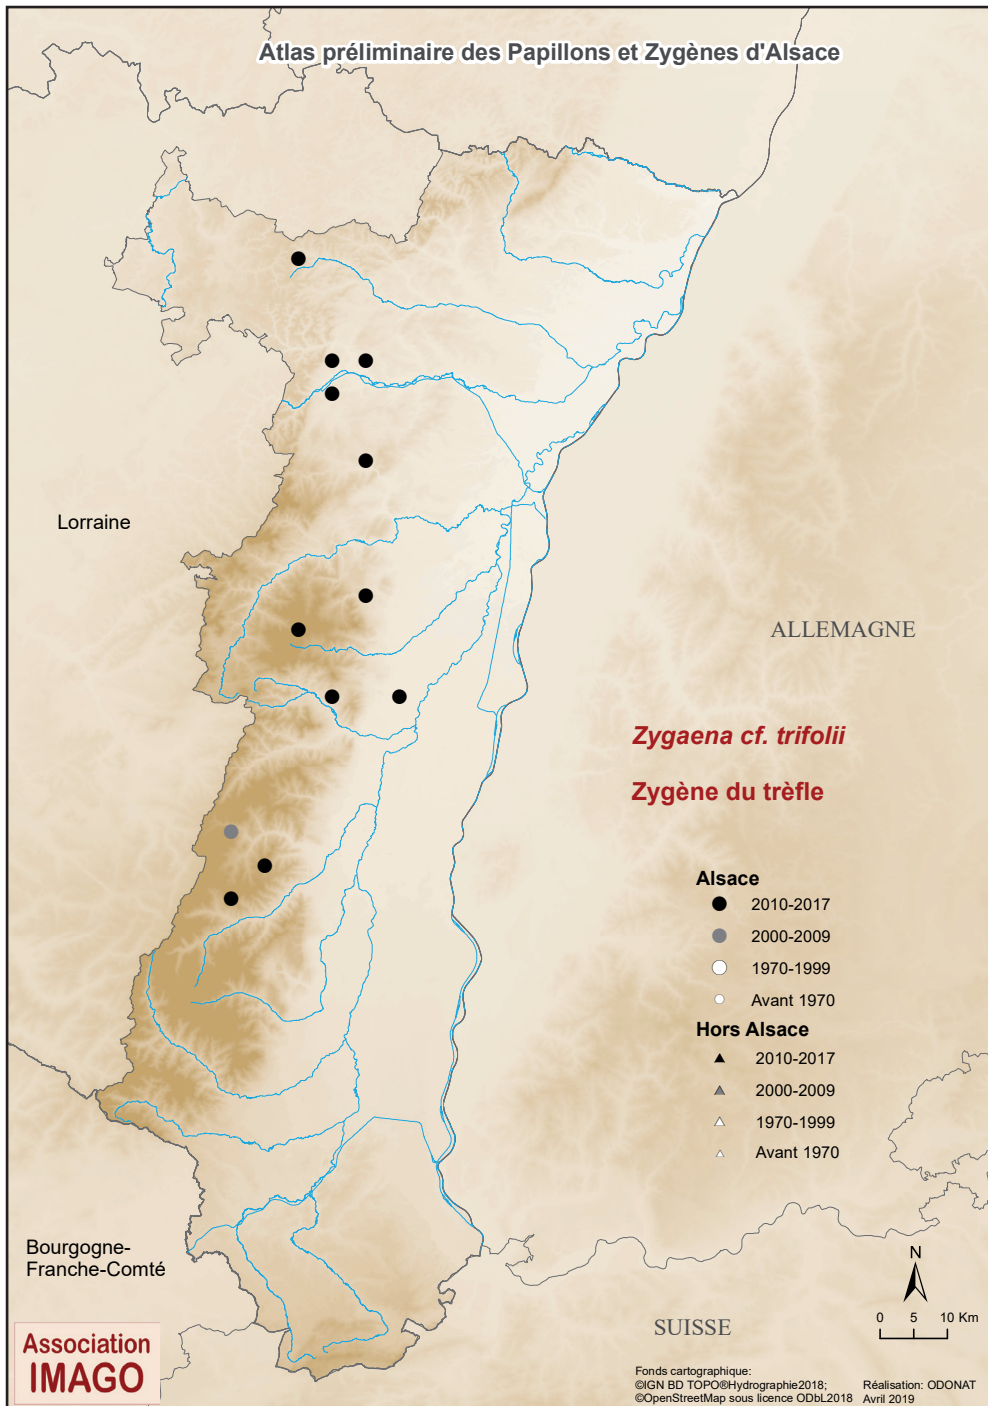 Atlas préliminaire des Papillons et Zygènes d'Alsace
Lorraine
ALLEMAGNE
Zygaena cf. trifolii
Zygène du trèfle
Alsace
2010-2017
2000-2009
1970-1999
Avant 1970
Hors Alsace
2010-2017
2000-2009
1970-1999
Avant 1970
Bourgogne-
Franche-Comté
N
0 5 10 Km
SUISSE
Association
IMAGO
Fonds cartographique:
©IGN BD TOPO®Hydrographie2018;
©OpenStreetMap sous licence ODbL2018
Réalisation: ODONAT
Avril 2019